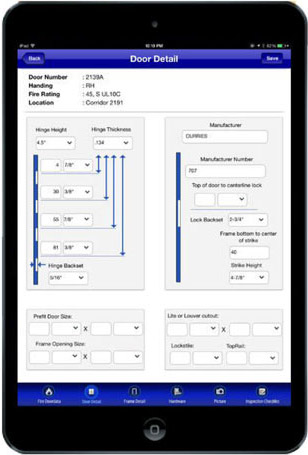 iPad
10:19 PM
52%
Back
Door Detail
Save
Door Number : 2139A
Handing : RH
Fire Rating : 45, S UL10C
Location : Corridor 2191
Hinge Height Hinge Thickness
4.5" .134
4 7/8"
30 3/8"
55 7/8"
81 3/8"
Hinge Backset
5/16"
Manufacturer
CURRIES
Manufacturer Number
707
Top of door to centerline lock
Lock Backset 2-3/4"
Frame bottom to center
of strike
40
Strike Height
4-7/8"
Prefit Door Size:
X
Frame Opening Size:
X
Lite or Louver cutout:
X
Lockstile: TopRail:
Fire Doordata Door Detail Frame Detail Hardware Picture Inspection Checklist